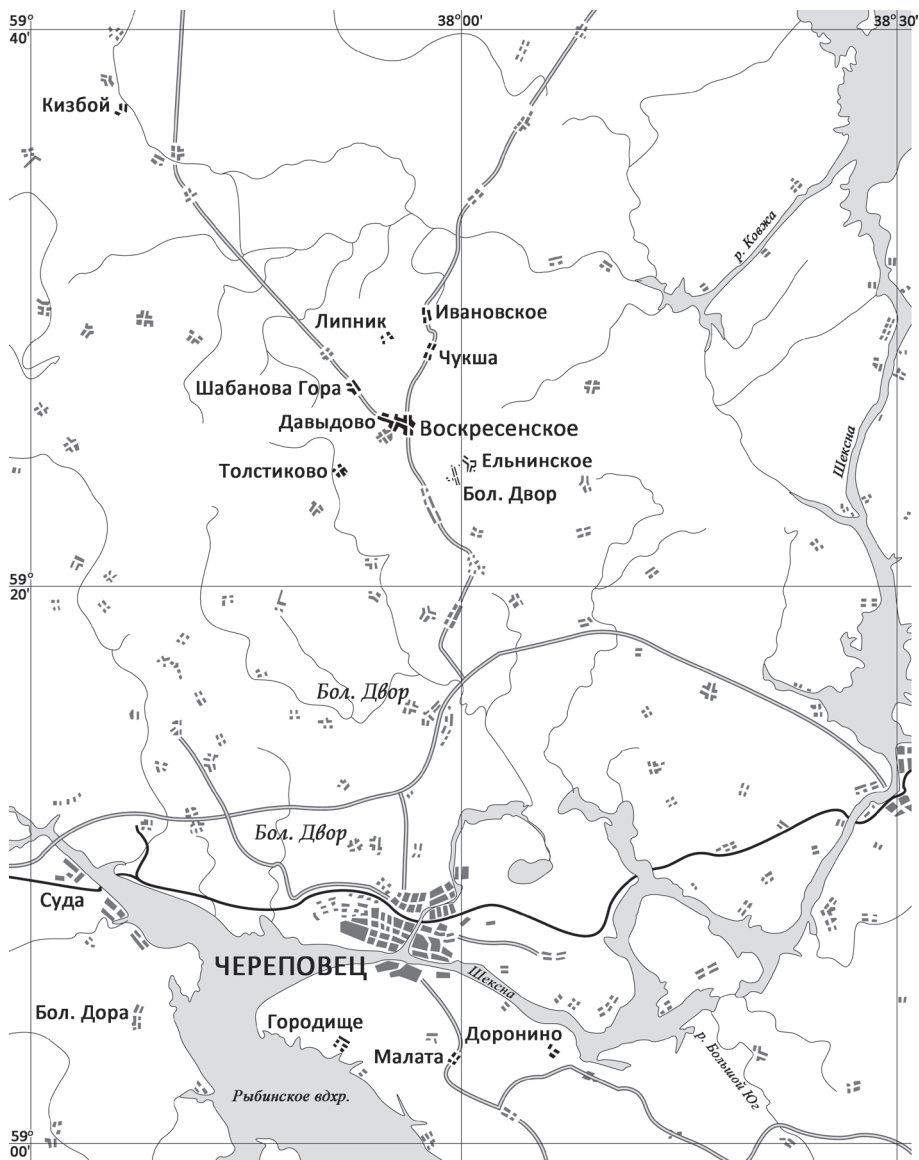 59°
40'
38°00'
38°30'
Кизбой
р. Ковжа
Ивановское
Липник
Чукша
Шабанова Гора
Давыдово
Воскресенское
Шексна
Ельнинское
Толстиково
Бол. Двор
59°
20'
Бол. Двор
Бол. Двор
Суда
ЧЕРЕПОВЕЦ
Шексна
Бол. Дора
Городище
Доронино
Малата
р. Большой Юг
Рыбинское вдхр.
59°
00'